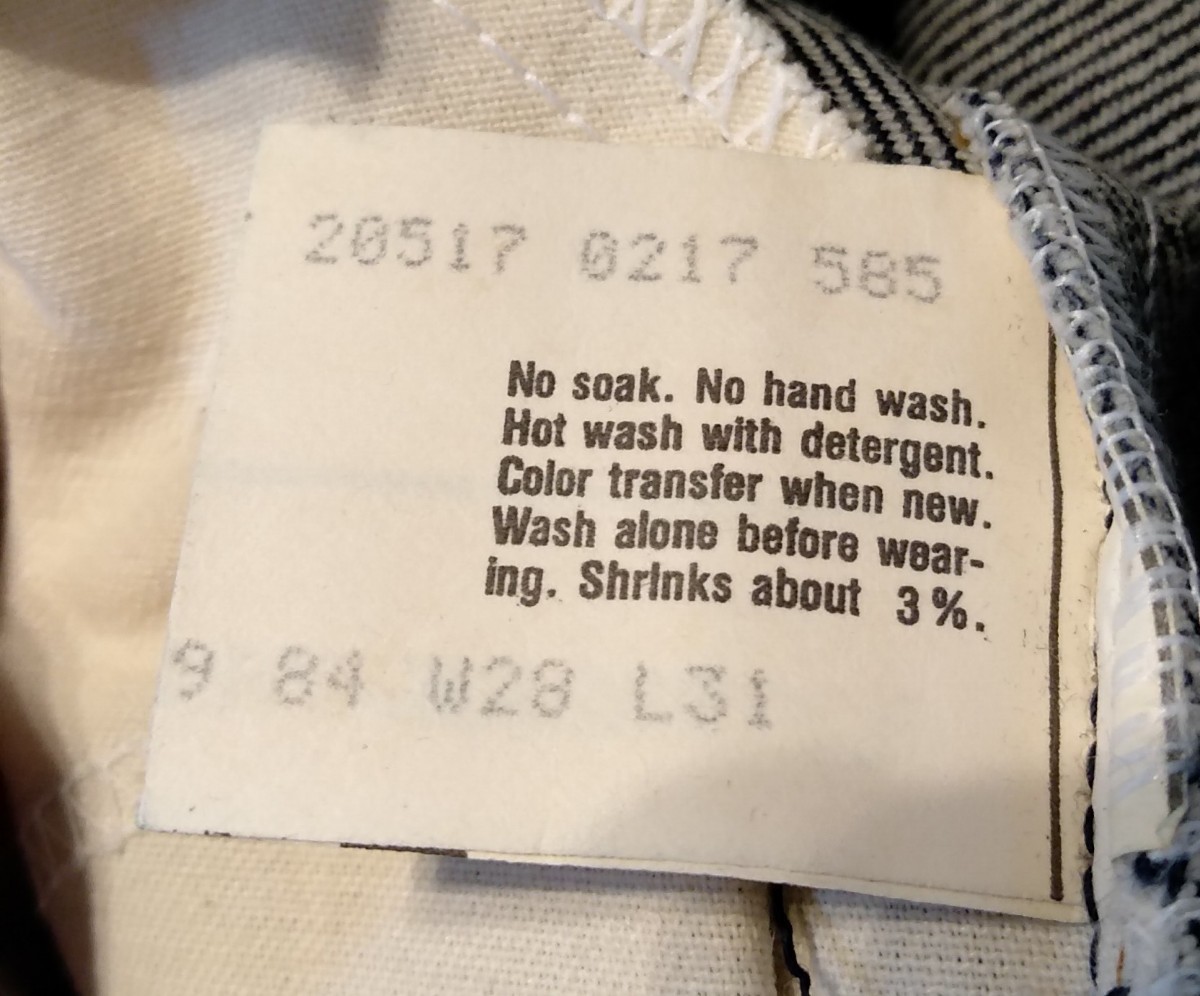 20517 0217 585
No soak. No hand wash.
Hot wash with detergent.
Color transfer when new.
Wash alone before wear-
ing. Shrinks about 3%.
9 84 W28 L31